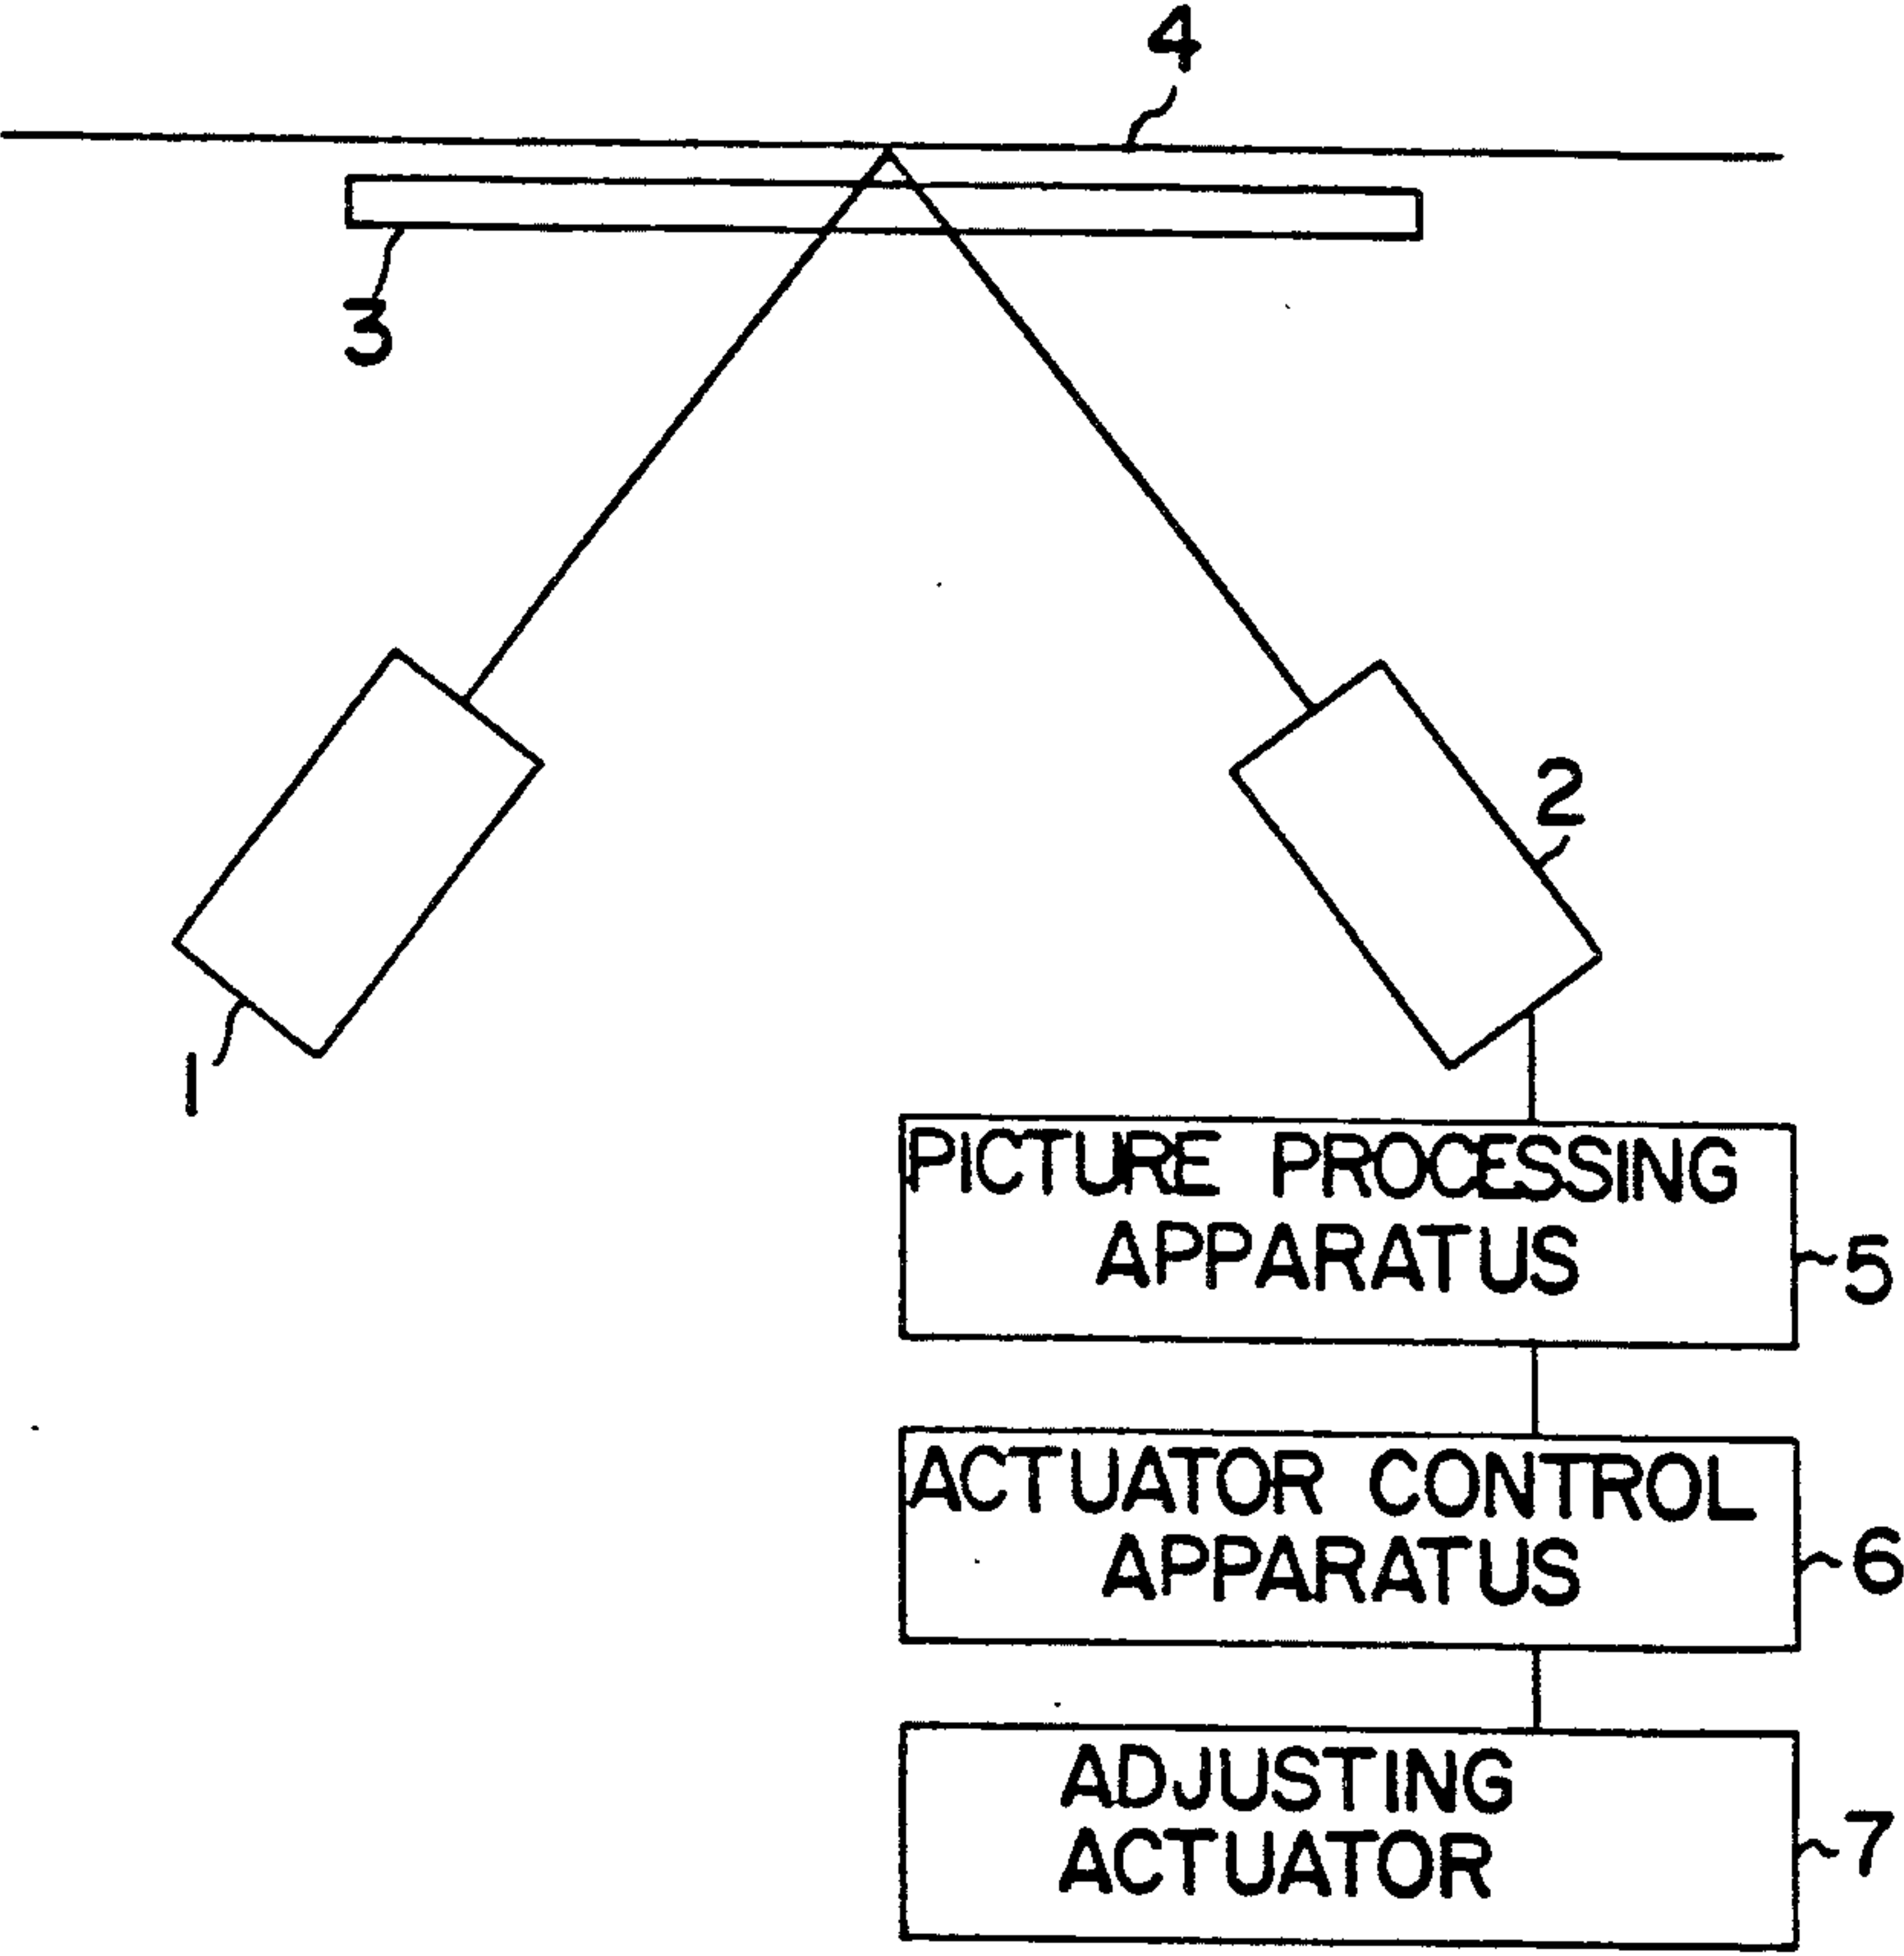 4
3
2
1
PICTURE PROCESSING
APPARATUS
5
ACTUATOR CONTROL
APPARATUS
6
ADJUSTING
ACTUATOR
7